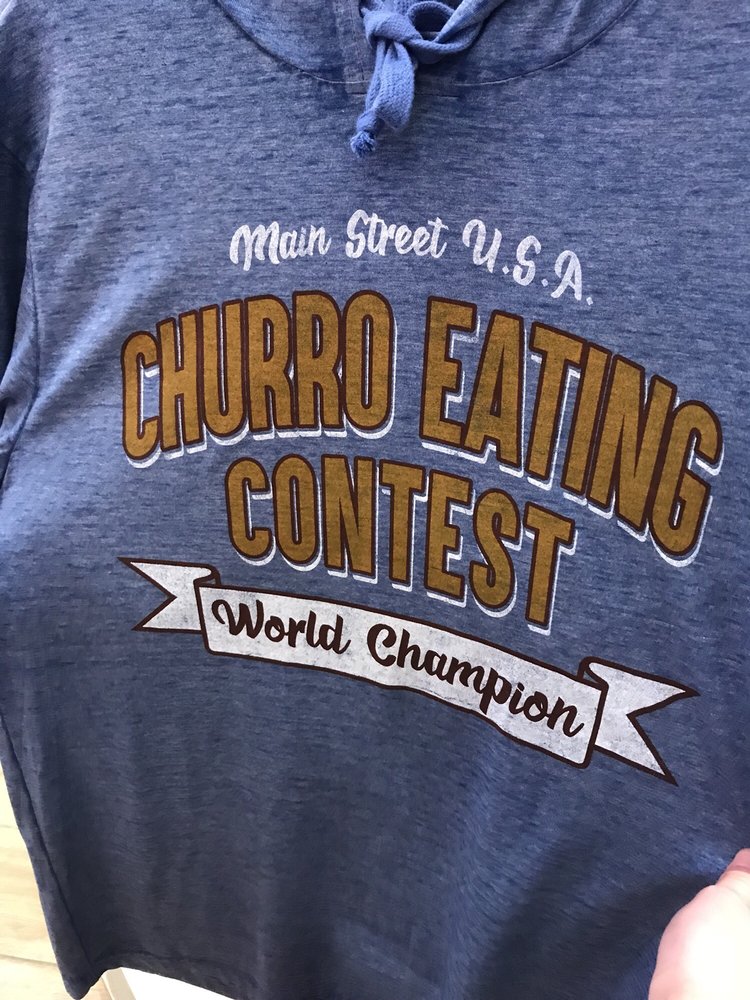 Main Street U.S.A.
CHURRO EATING
CONTEST
World Champion